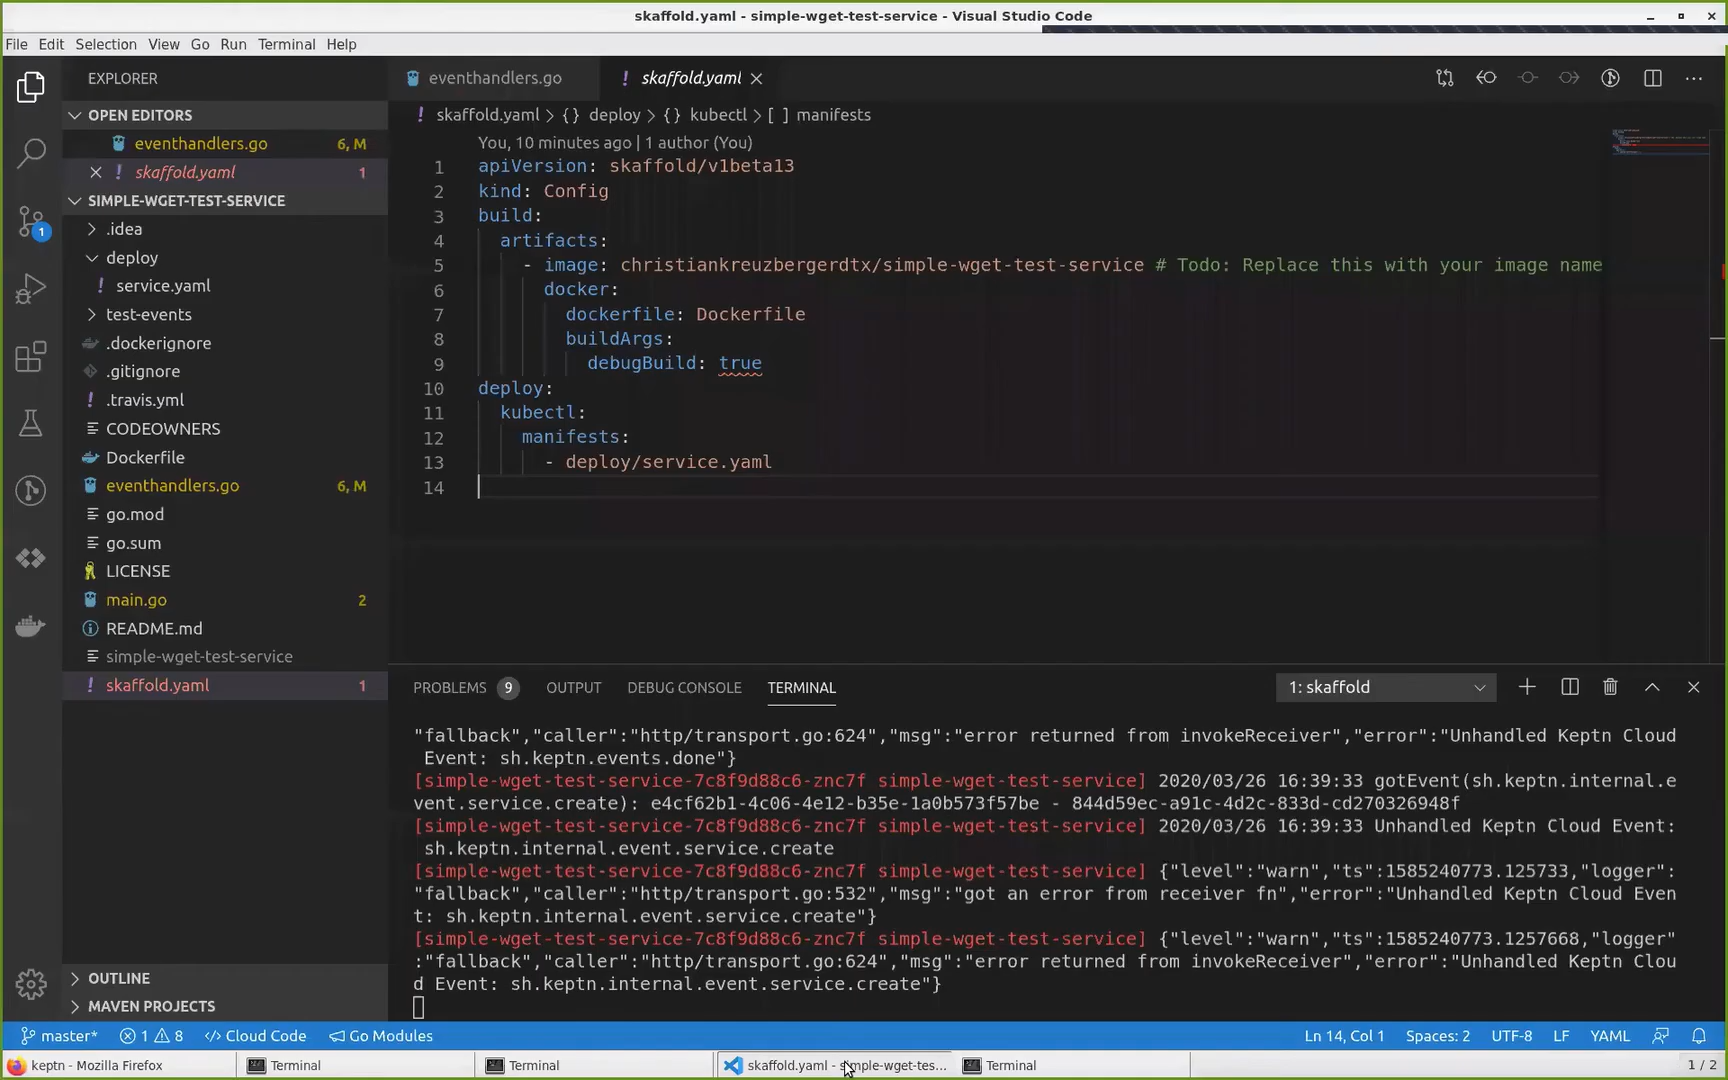 skaffold.yaml - simple-wget-test-service - Visual Studio Code
File Edit Selection View Go Run Terminal Help
EXPLORER
OPEN EDITORS
eventhandlers.go 6, M
skaffold.yaml 1
SIMPLE-WGET-TEST-SERVICE
.idea
deploy
service.yaml
test-events
.dockerignore
.gitignore
.travis.yml
CODEOWNERS
Dockerfile
eventhandlers.go 6, M
go.mod
go.sum
LICENSE
main.go 2
README.md
simple-wget-test-service
skaffold.yaml 1
OUTLINE
MAVEN PROJECTS
1
eventhandlers.go skaffold.yaml
skaffold.yaml > {} deploy > {} kubectl > [ ] manifests
You, 10 minutes ago | 1 author (You)
1 apiVersion: skaffold/v1beta13
2 kind: Config
3 build:
4 artifacts:
5 - image: christiankreuzbergerdtx/simple-wget-test-service # Todo: Replace this with your image name
6 docker:
7 dockerfile: Dockerfile
8 buildArgs:
9 debugBuild: true
10 deploy:
11 kubectl:
12 manifests:
13 - deploy/service.yaml
14
PROBLEMS 9 OUTPUT DEBUG CONSOLE TERMINAL 1: skaffold
"fallback","caller":"http/transport.go:624","msg":"error returned from invokeReceiver","error":"Unhandled Keptn Cloud
Event: sh.keptn.events.done"}
[simple-wget-test-service-7c8f9d88c6-znc7f simple-wget-test-service] 2020/03/26 16:39:33 gotEvent(sh.keptn.internal.e
vent.service.create): e4cf62b1-4c06-4e12-b35e-1a0b573f57be - 844d59ec-a91c-4d2c-833d-cd270326948f
[simple-wget-test-service-7c8f9d88c6-znc7f simple-wget-test-service] 2020/03/26 16:39:33 Unhandled Keptn Cloud Event:
sh.keptn.internal.event.service.create
[simple-wget-test-service-7c8f9d88c6-znc7f simple-wget-test-service] {"level":"warn","ts":1585240773.125733,"logger":
"fallback","caller":"http/transport.go:532","msg":"got an error from receiver fn","error":"Unhandled Keptn Cloud Even
t: sh.keptn.internal.event.service.create"}
[simple-wget-test-service-7c8f9d88c6-znc7f simple-wget-test-service] {"level":"warn","ts":1585240773.1257668,"logger"
:"fallback","caller":"http/transport.go:624","msg":"error returned from invokeReceiver","error":"Unhandled Keptn Clou
d Event: sh.keptn.internal.event.service.create"}
master* 1 8 Cloud Code Go Modules Ln 14, Col 1 Spaces: 2 UTF-8 LF YAML
keptn - Mozilla Firefox Terminal Terminal skaffold.yaml - simple-wget-tes... Terminal 1 / 2